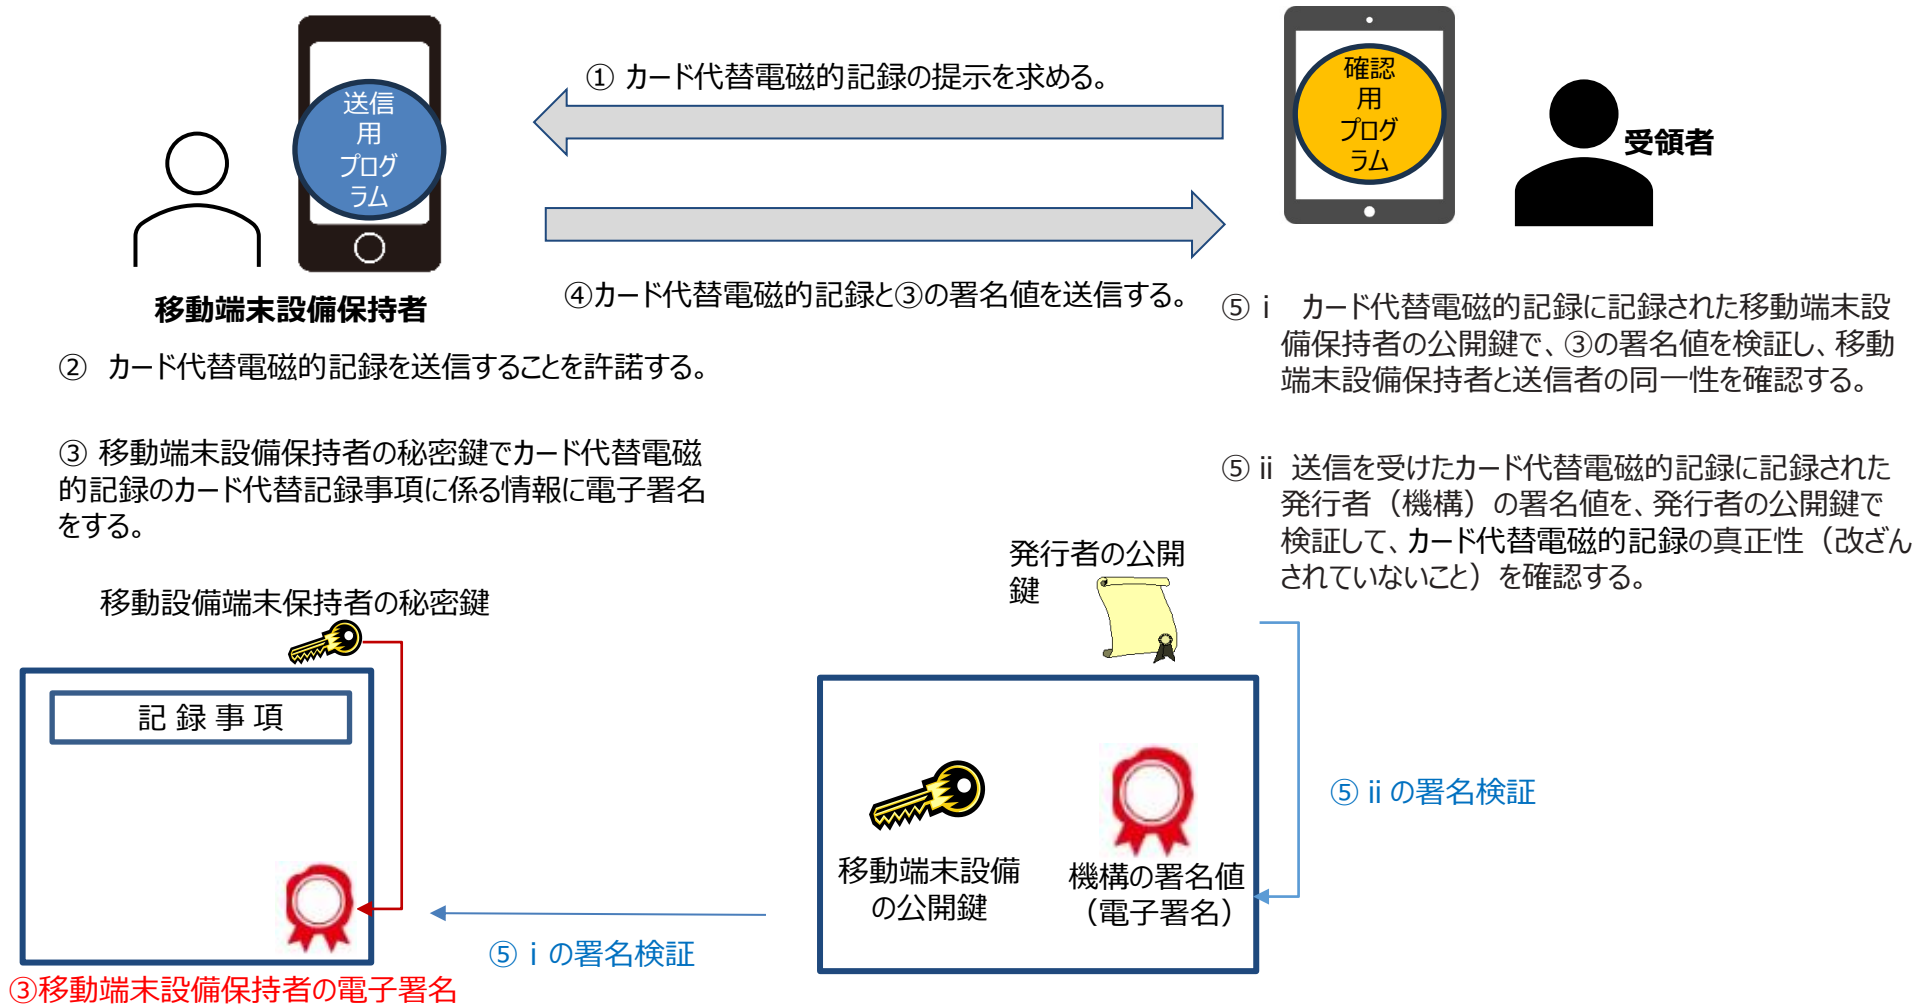 ① カード代替電磁的記録の提示を求める。
送信
用
プログ
ラム
確認
用
プログ
ラム
受領者
移動端末設備保持者
④カード代替電磁的記録と③の署名値を送信する。
② カード代替電磁的記録を送信することを許諾する。
③ 移動端末設備保持者の秘密鍵でカード代替電磁
的記録のカード代替記録事項に係る情報に電子署名
をする。
⑤ⅰ カード代替電磁的記録に記録された移動端末設
備保持者の公開鍵で、③の署名値を検証し、移動
端末設備保持者と送信者の同一性を確認する。
⑤ⅱ 送信を受けたカード代替電磁的記録に記録された
発行者（機構）の署名値を、発行者の公開鍵で
検証して、カード代替電磁的記録の真正性（改ざん
されていないこと）を確認する。
移動設備端末保持者の秘密鍵
記録事項
③移動端末設備保持者の電子署名
⑤ⅰの署名検証
発行者の公開
鍵
移動端末設備
の公開鍵
機構の署名値
（電子署名）
⑤ⅱの署名検証